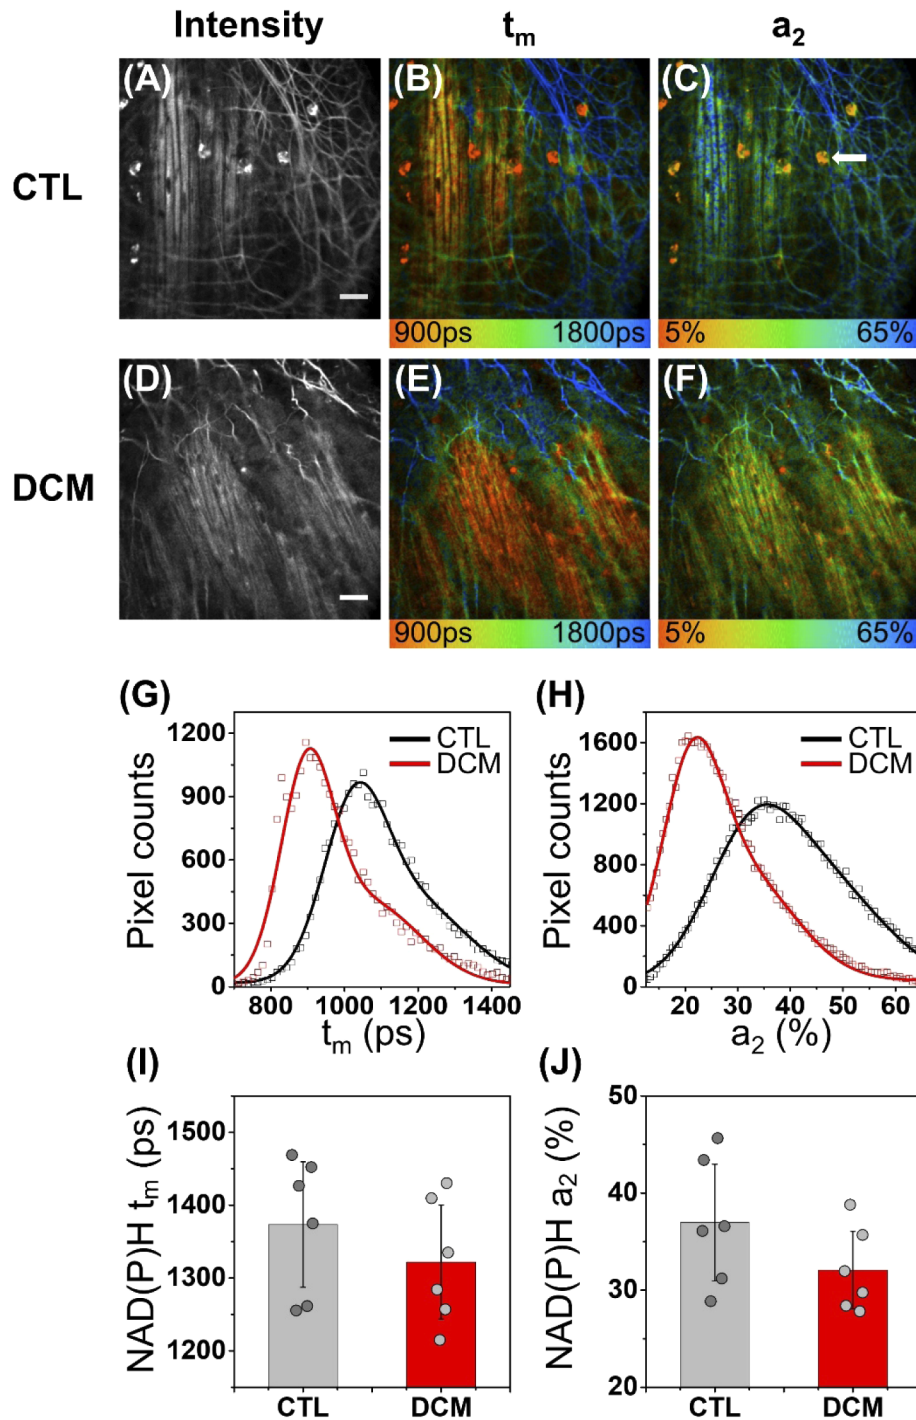 Intensity tm a2
CTL
(A) (B) (C)
900ps 1800ps 5% 65%
DCM
(D) (E) (F)
900ps 1800ps 5% 65%
(G)
1200
900
600
300
0
Pixel counts
CTL
DCM
800 1000 1200 1400
tm (ps)
(H)
1600
1200
800
400
0
Pixel counts
CTL
DCM
20 30 40 50 60
a2 (%)
(I)
1500
1400
1300
1200
NAD(P)H tm (ps)
CTL DCM
(J)
50
40
30
20
NAD(P)H a2 (%)
CTL DCM